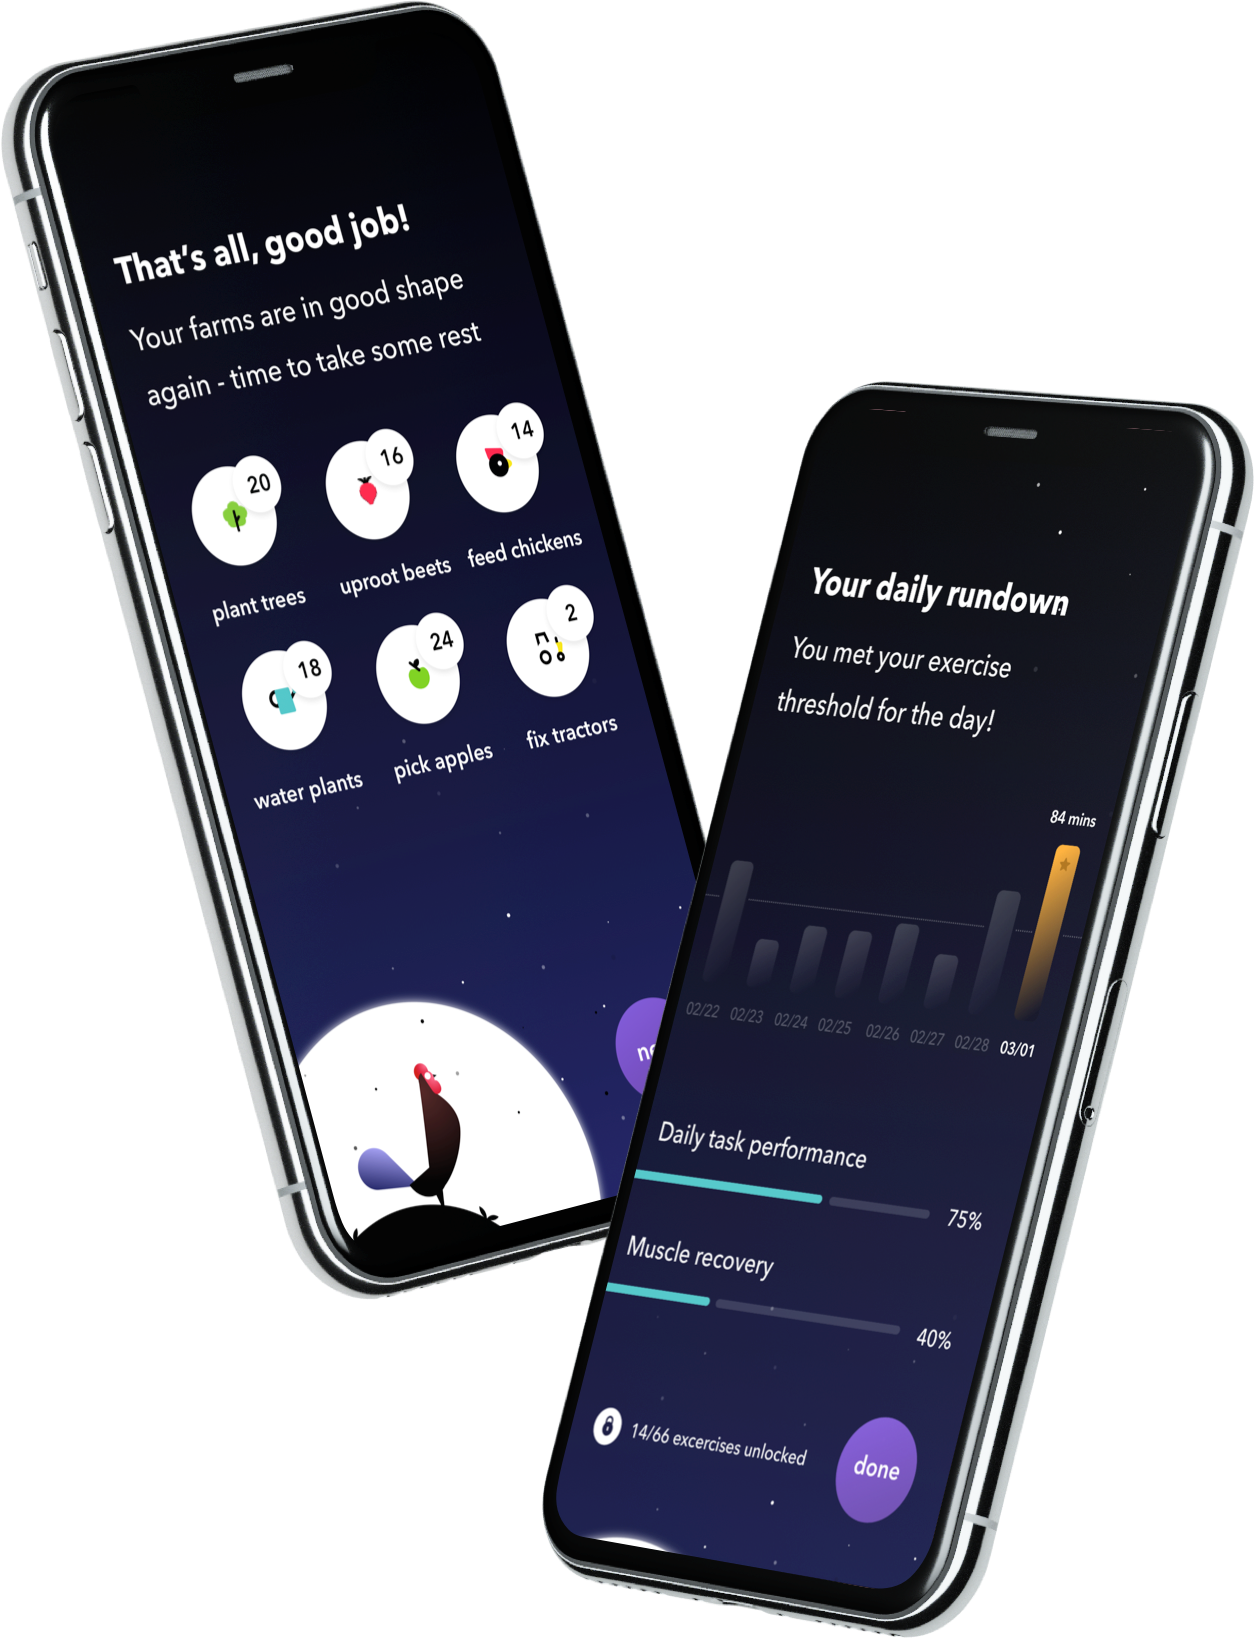 That's all, good job!
Your farms are in good shape
again - time to take some rest
20
16
14
plant trees
uproot beets
feed chickens
18
24
2
water plants
pick apples
fix tractors
Your daily rundown
You met your exercise
threshold for the day!
84 mins
02/22 02/23 02/24 02/25 02/26 02/27 02/28 03/01
Daily task performance
75%
Muscle recovery
40%
14/66 excercises unlocked
done